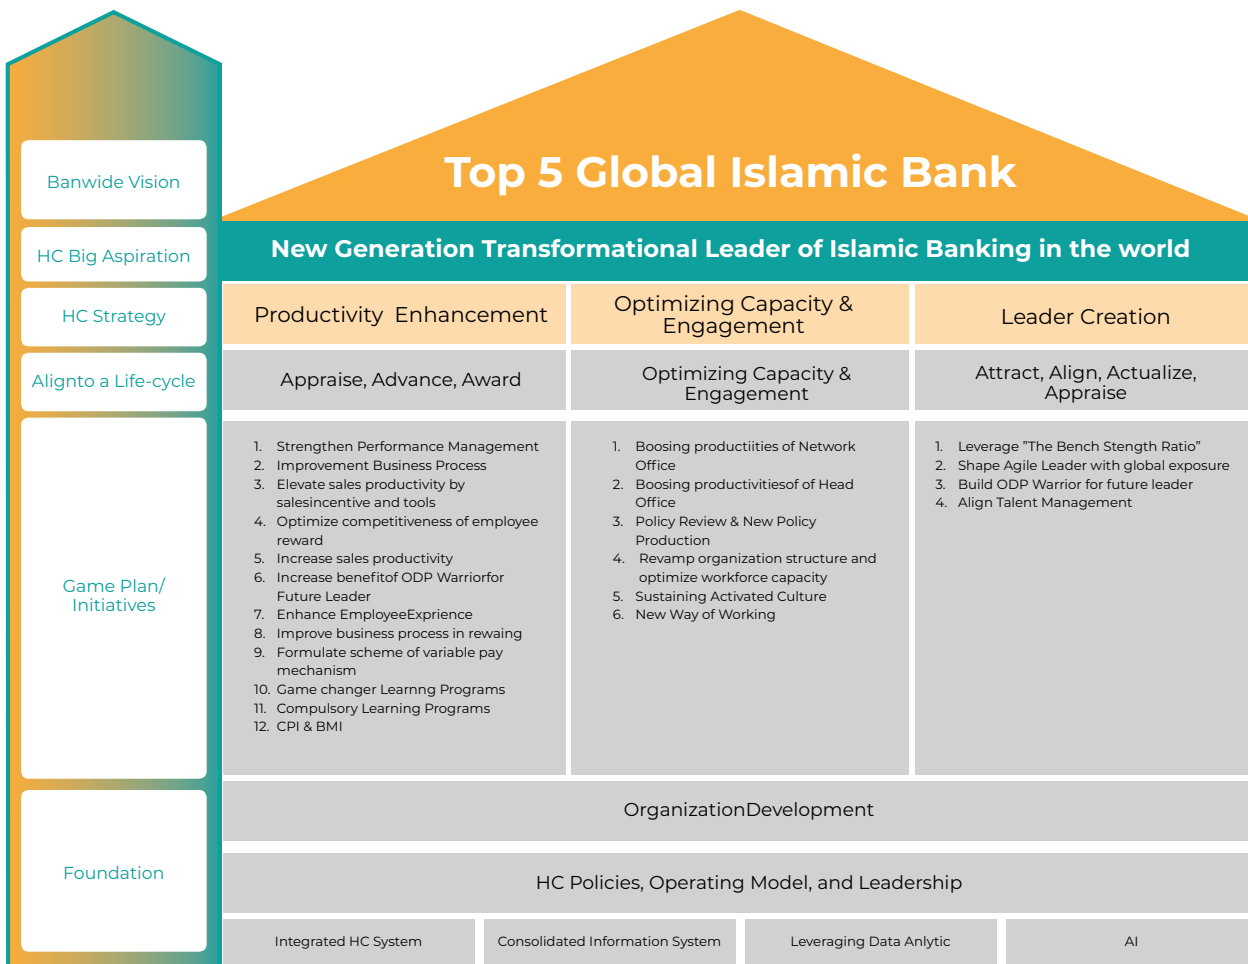 Banwide Vision
Top 5 Global Islamic Bank
HC Big Aspiration
New Generation Transformational Leader of Islamic Banking in the world
HC Strategy
Productivity Enhancement
Optimizing Capacity &
Engagement
Leader Creation
Alignto a Life-cycle
Appraise, Advance, Award
Optimizing Capacity &
Engagement
Attract, Align, Actualize,
Appraise
Game Plan/
Initiatives
1. Strengthen Performance Management
2. Improvement Business Process
3. Elevate sales productivity by
salesincentive and tools
4. Optimize competitiveness of employee
reward
5. Increase sales productivity
6. Increase benefitof ODP Warriorfor
Future Leader
7. Enhance EmployeeExprience
8. Improve business process in rewaing
9. Formulate scheme of variable pay
mechanism
10. Game changer Learnng Programs
11. Compulsory Learning Programs
12. CPI & BMI
1. Boosing productiities of Network
Office
2. Boosing productivitiesof of Head
Office
3. Policy Review & New Policy
Production
4. Revamp organization structure and
optimize workforce capacity
5. Sustaining Activated Culture
6. New Way of Working
1. Leverage ”The Bench Stength Ratio”
2. Shape Agile Leader with global exposure
3. Build ODP Warrior for future leader
4. Align Talent Management
Foundation
OrganizationDevelopment
HC Policies, Operating Model, and Leadership
Integrated HC System
Consolidated Information System
Leveraging Data Anlytic
AI